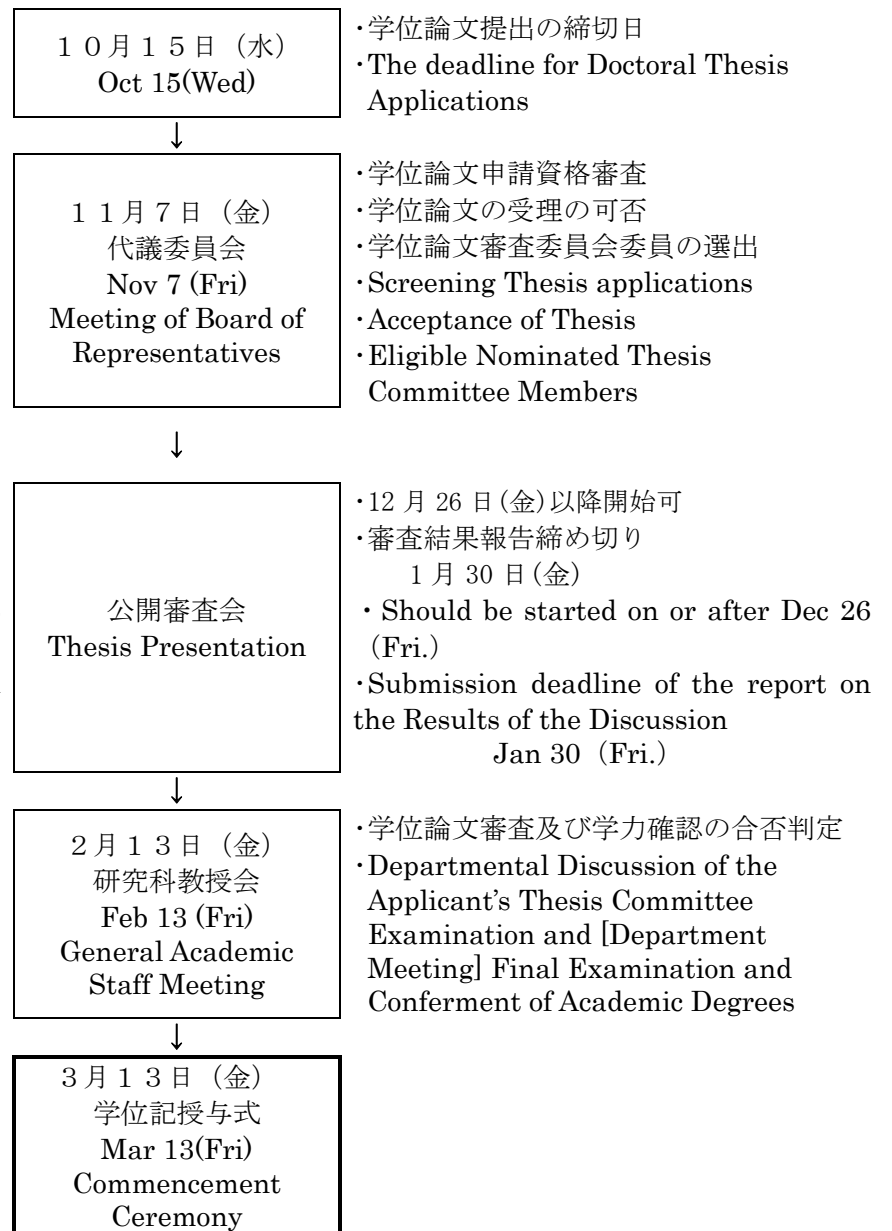 １０月１５日（水）
Oct 15(Wed)
・学位論文提出の締切日
・The deadline for Doctoral Thesis
Applications
↓
１１月７日（金）
代議委員会
Nov 7 (Fri)
Meeting of Board of
Representatives
・学位論文申請資格審査
・学位論文の受理の可否
・学位論文審査委員会委員の選出
・Screening Thesis applications
・Acceptance of Thesis
・Eligible Nominated Thesis
Committee Members
↓
公開審査会
Thesis Presentation
・12 月 26 日(金)以降開始可
・審査結果報告締め切り
1 月 30 日(金)
・Should be started on or after Dec 26
(Fri.)
・Submission deadline of the report on
the Results of the Discussion
Jan 30（Fri.）
↓
２月１３日（金）
研究科教授会
Feb 13 (Fri)
General Academic
Staff Meeting
・学位論文審査及び学力確認の合否判定
・Departmental Discussion of the
Applicant’s Thesis Committee
Examination and [Department
Meeting] Final Examination and
Conferment of Academic Degrees
↓
３月１３日（金）
学位記授与式
Mar 13(Fri)
Commencement
Ceremony